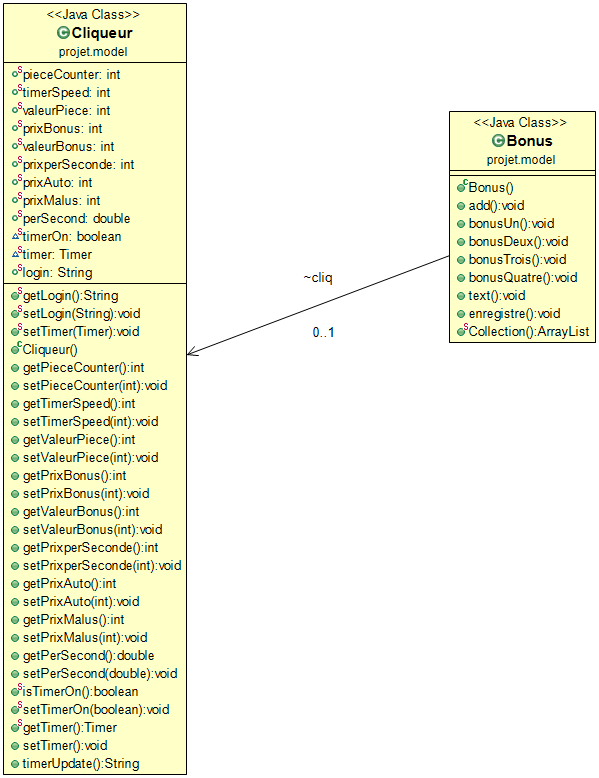 <<Java Class>>
Cliqueur
projet.model
pieceCounter: int
timerSpeed: int
valeurPiece: int
prixBonus: int
valeurBonus: int
prixperSeconde: int
prixAuto: int
prixMalus: int
perSecond: double
timerOn: boolean
timer: Timer
login: String
getLogin():String
setLogin(String):void
setTimer(Timer):void
Cliqueur()
getPieceCounter():int
setPieceCounter(int):void
getTimerSpeed():int
setTimerSpeed(int):void
getValeurPiece():int
setValeurPiece(int):void
getPrixBonus():int
setPrixBonus(int):void
getValeurBonus():int
setValeurBonus(int):void
getPrixperSeconde():int
setPrixperSeconde(int):void
getPrixAuto():int
setPrixAuto(int):void
getPrixMalus():int
setPrixMalus(int):void
getPerSecond():double
setPerSecond(double):void
isTimerOn():boolean
setTimerOn(boolean):void
getTimer():Timer
setTimer():void
timerUpdate():String
~cliq
0..1
<<Java Class>>
Bonus
projet.model
Bonus()
add():void
bonusUn():void
bonusDeux():void
bonusTrois():void
bonusQuatre():void
text():void
enregistre():void
Collection():ArrayList